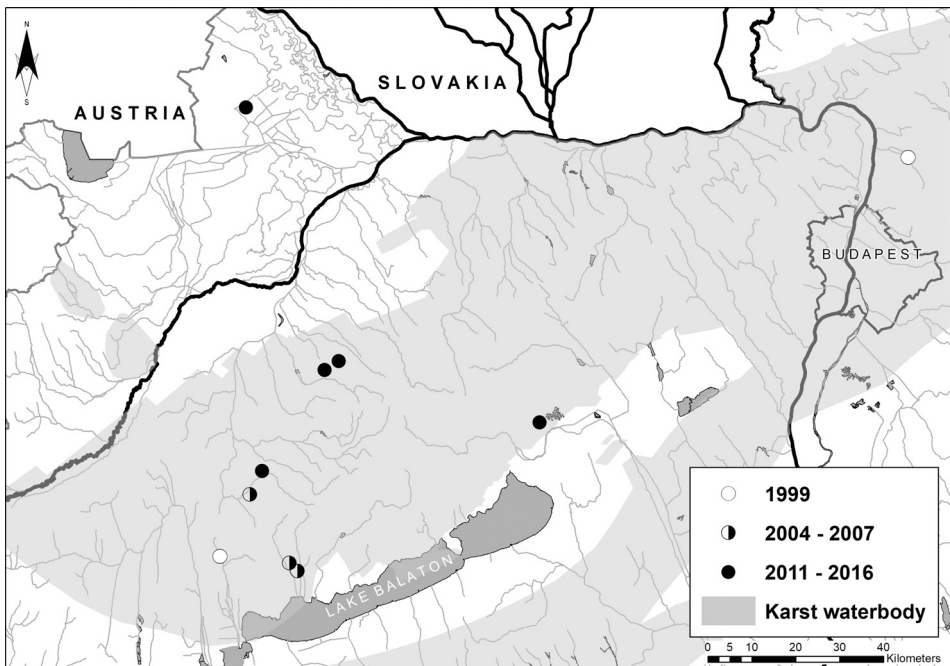 N
S
SLOVAKIA
AUSTRIA
BUDAPEST
LAKE BALATON
1999
2004 - 2007
2011 - 2016
Karst waterbody
0 5 10 20 30 40
Kilometers